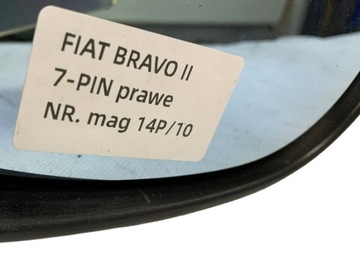 FIAT BRAVO II
7-PIN prawe
NR. mag 14P/10